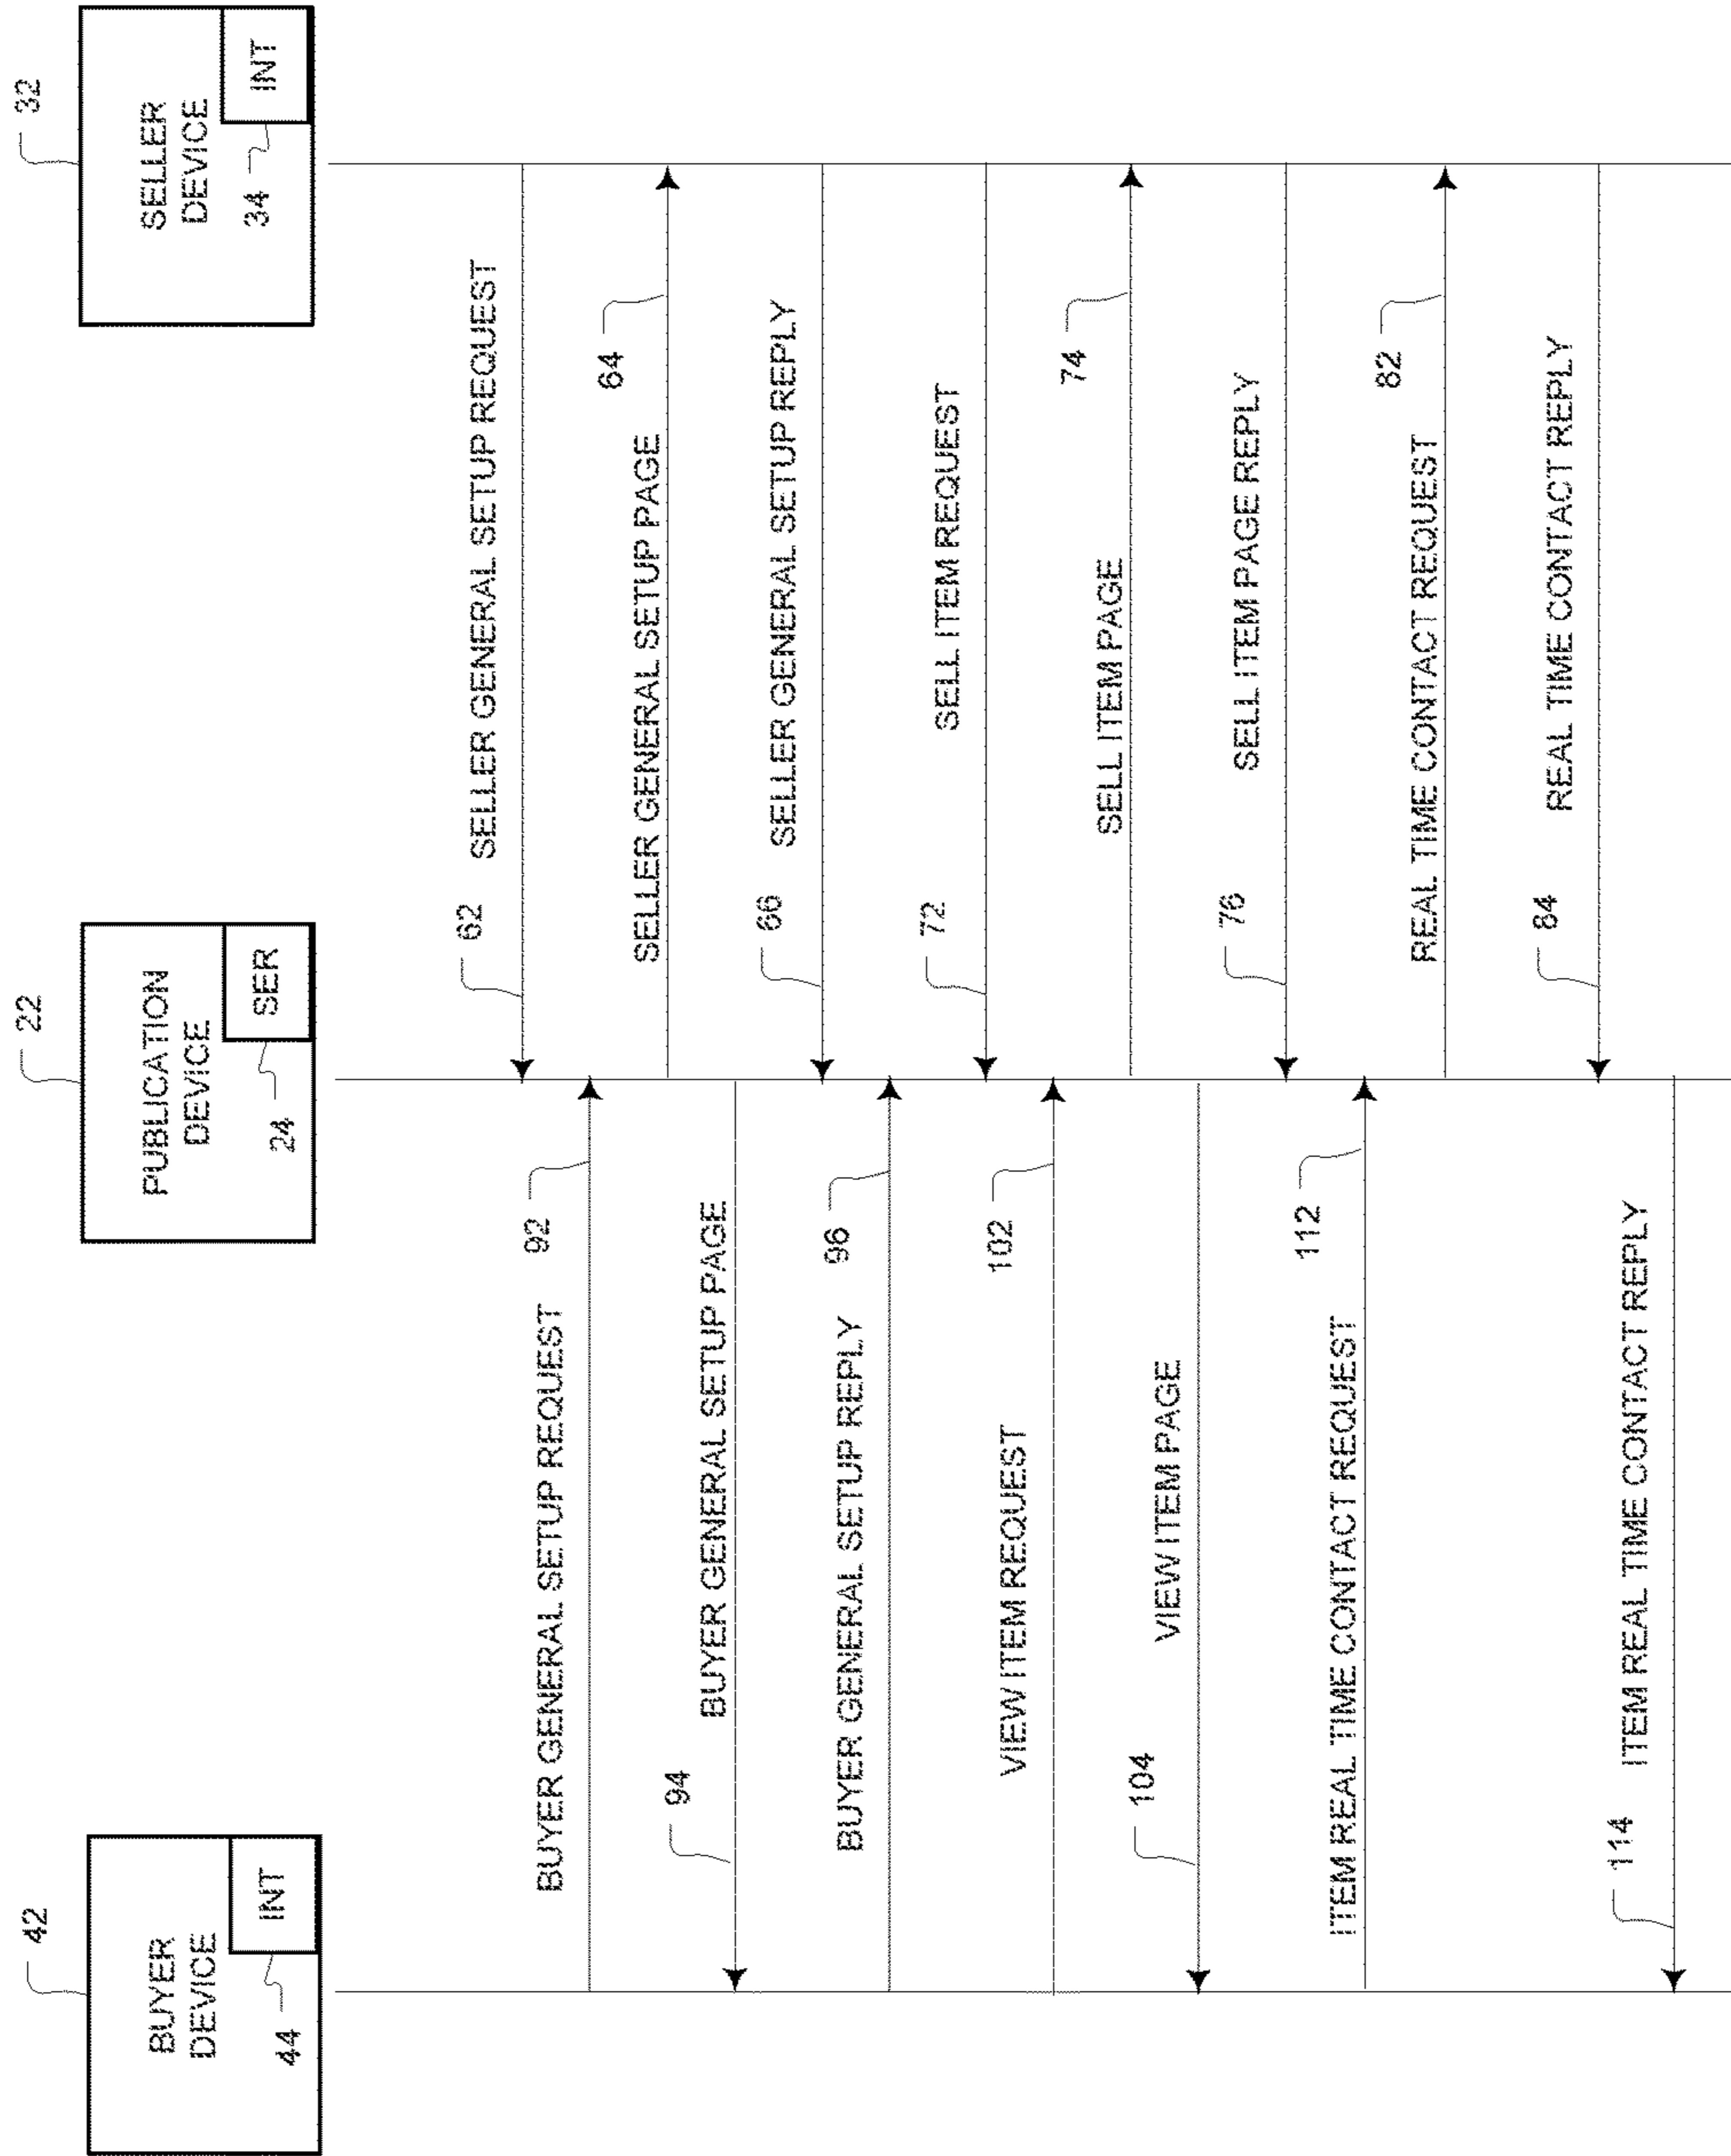 42
BUYER
DEVICE
INT
44
22
PUBLICATION
DEVICE
SER
24
32
SELLER
DEVICE
INT
34
62
SELLER GENERAL SETUP REQUEST
BUYER GENERAL SETUP REQUEST
92
SELLER GENERAL SETUP PAGE
64
94
BUYER GENERAL SETUP PAGE
66
SELLER GENERAL SETUP REPLY
BUYER GENERAL SETUP REPLY
96
72
SELL ITEM REQUEST
VIEW ITEM REQUEST
102
SELL ITEM PAGE
74
104
VIEW ITEM PAGE
76
SELL ITEM PAGE REPLY
ITEM REAL TIME CONTACT REQUEST
112
REAL TIME CONTACT REQUEST
82
84
REAL TIME CONTACT REPLY
114
ITEM REAL TIME CONTACT REPLY